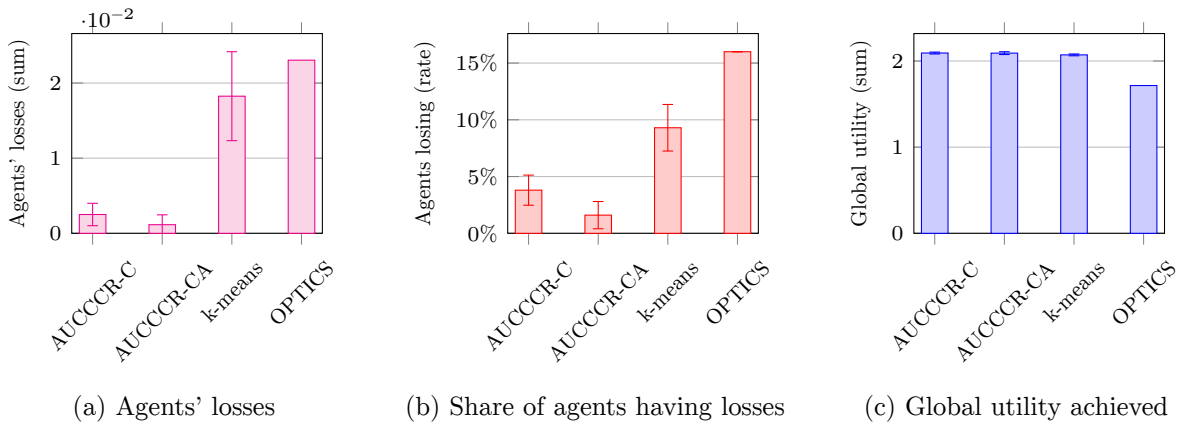 ·10−2
Agents' losses (sum)
2
1
0
AUCCCR-C
AUCCCR-CA
k-means
OPTICS
(a) Agents' losses
Agents losing (rate)
15%
10%
5%
0%
AUCCCR-C
AUCCCR-CA
k-means
OPTICS
(b) Share of agents having losses
Global utility (sum)
2
1
0
AUCCCR-C
AUCCCR-CA
k-means
OPTICS
(c) Global utility achieved